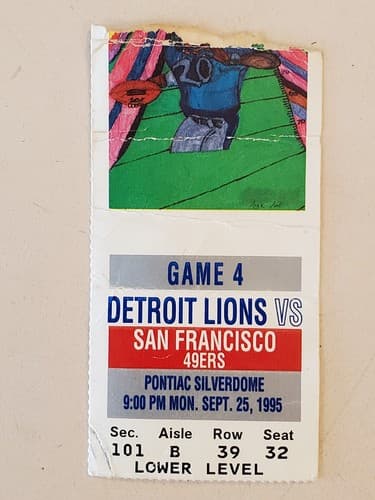 20
GAME 4
DETROIT LIONS VS
SAN FRANCISCO
49ERS
PONTIAC SILVERDOME
9:00 PM MON. SEPT. 25, 1995
Sec. Aisle Row Seat
101 B 39 32
LOWER LEVEL